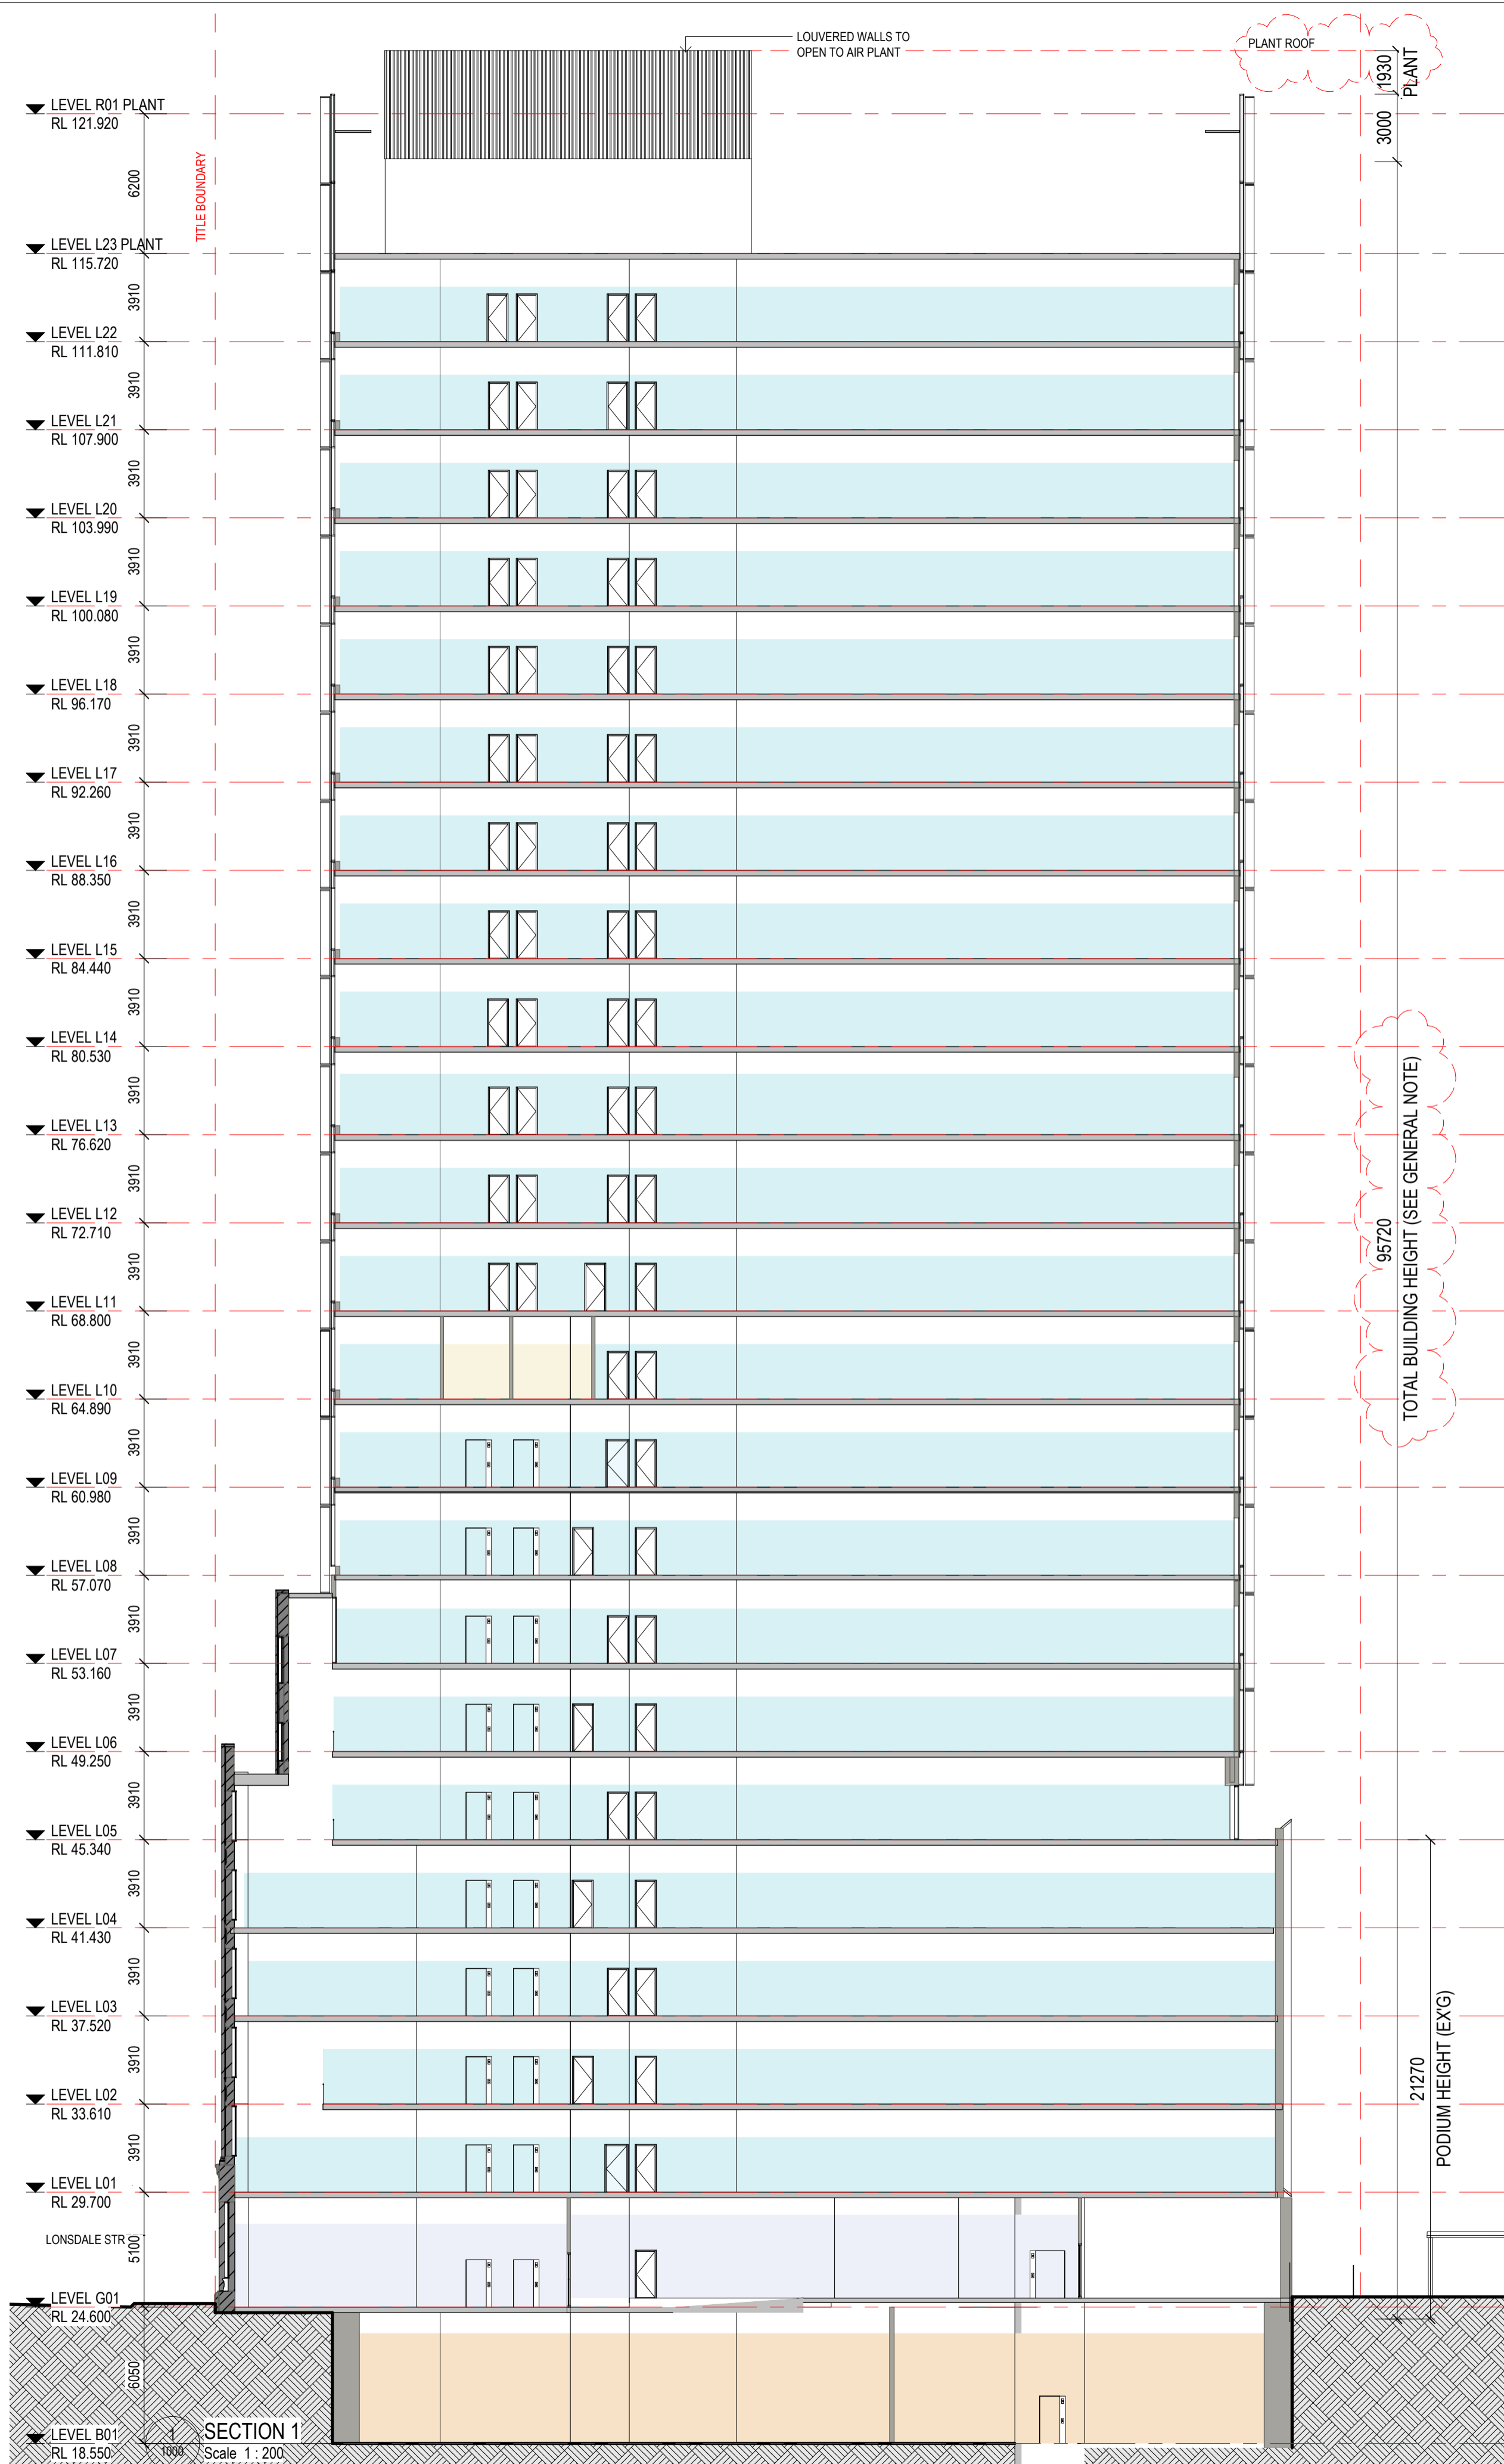 LOUVERED WALLS TO
OPEN TO AIR PLANT
PLANT ROOF
1930
PLANT
3000
LEVEL R01 PLANT
RL 121.920
6200
TITLE BOUNDARY
LEVEL L23 PLANT
RL 115.720
3910
LEVEL L22
RL 111.810
3910
LEVEL L21
RL 107.900
3910
LEVEL L20
RL 103.990
3910
LEVEL L19
RL 100.080
3910
LEVEL L18
RL 96.170
3910
LEVEL L17
RL 92.260
3910
LEVEL L16
RL 88.350
3910
LEVEL L15
RL 84.440
3910
LEVEL L14
RL 80.530
3910
LEVEL L13
RL 76.620
3910
LEVEL L12
RL 72.710
3910
LEVEL L11
RL 68.800
3910
LEVEL L10
RL 64.890
3910
LEVEL L09
RL 60.980
3910
LEVEL L08
RL 57.070
3910
LEVEL L07
RL 53.160
3910
LEVEL L06
RL 49.250
3910
LEVEL L05
RL 45.340
3910
LEVEL L04
RL 41.430
3910
LEVEL L03
RL 37.520
3910
LEVEL L02
RL 33.610
3910
LEVEL L01
RL 29.700
LONSDALE STR
5100
LEVEL G01
RL 24.600
6050
LEVEL B01
RL 18.550
1
1000
SECTION 1
Scale 1 : 200
95720
TOTAL BUILDING HEIGHT (SEE GENERAL NOTE)
21270
PODIUM HEIGHT (EX'G)